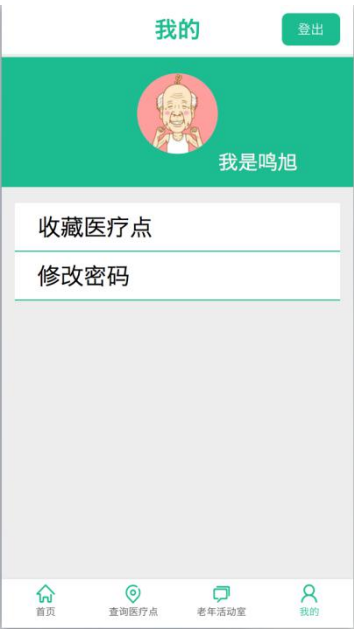 我的
登出
我是鸣旭
收藏医疗点
修改密码
首页
查询医疗点
老年活动室
我的